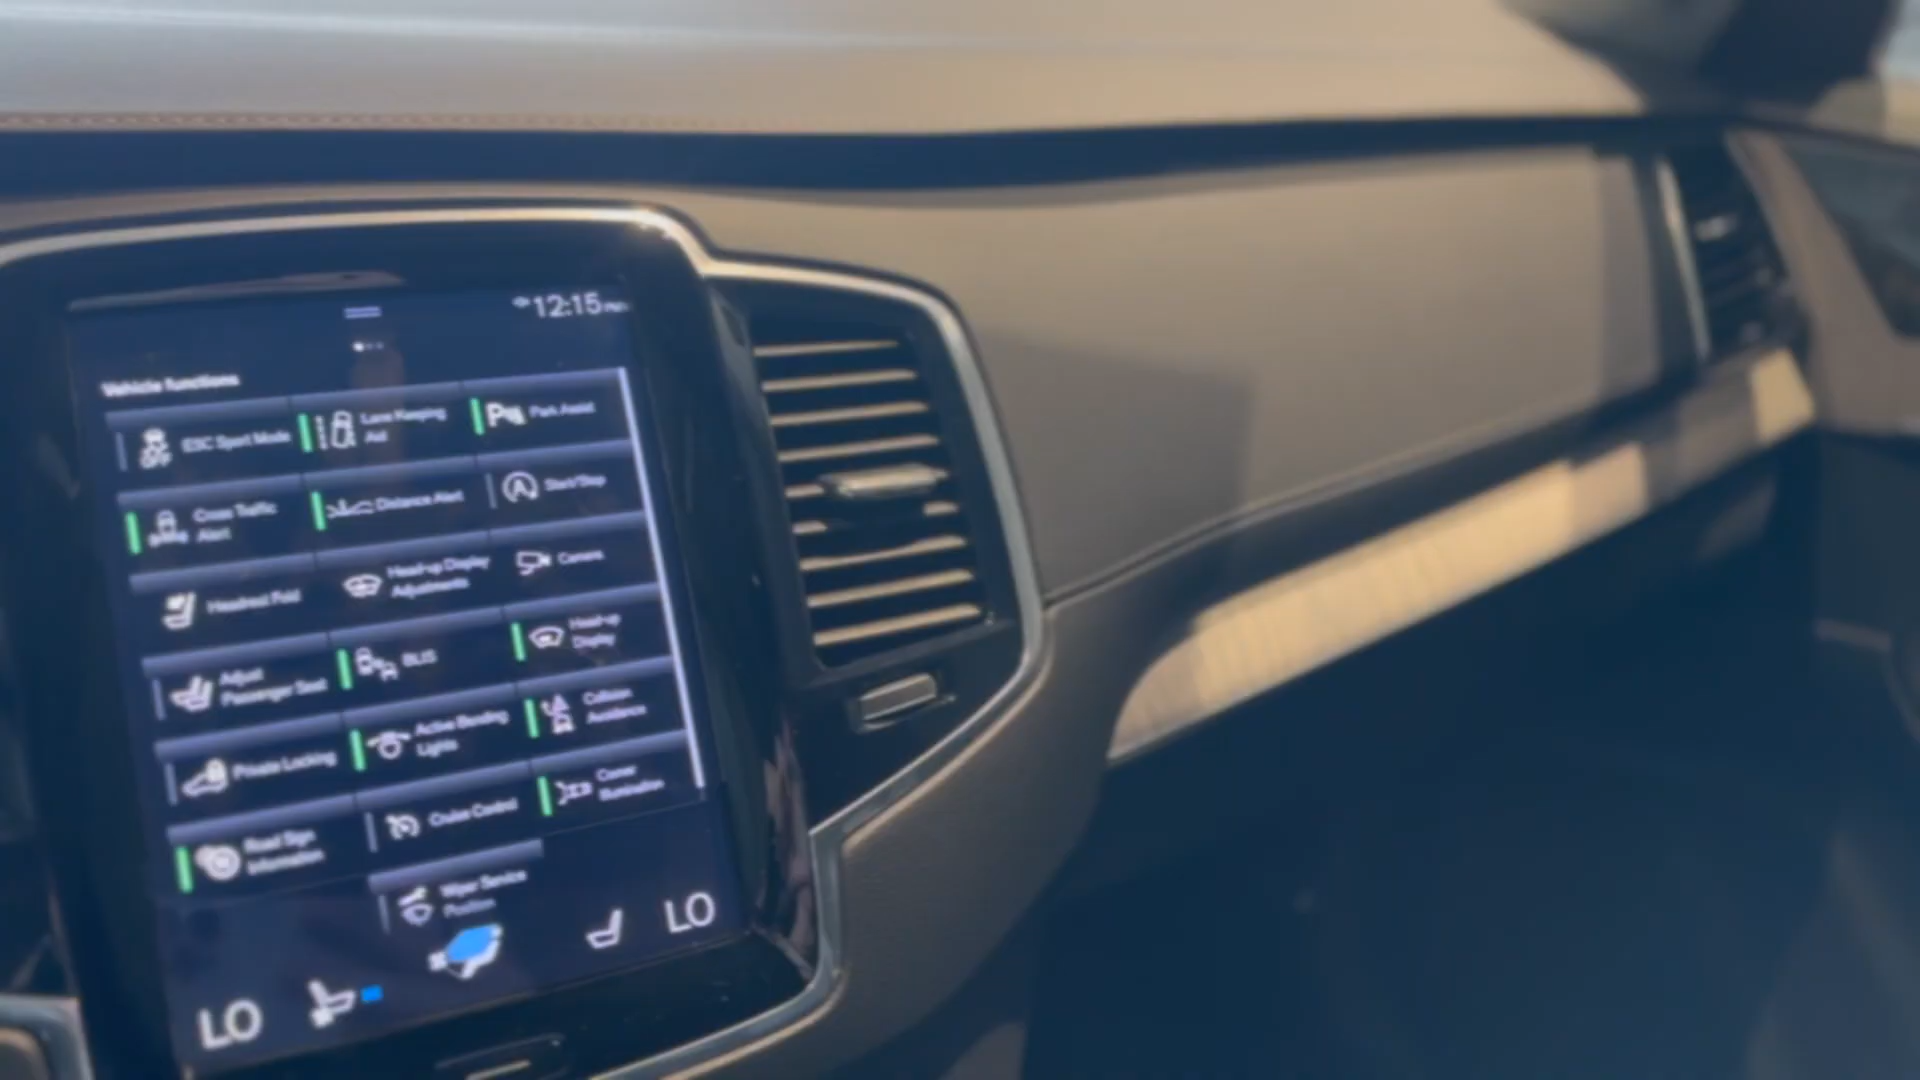 12:15 PM
Vehicle functions
ESC Sport Mode
Lane Keeping
Aid
Park Assist
Cross Traffic
Alert
Distance Alert
Start/Stop
Headrest Fold
Head-up Display
Adjustments
Camera
Adjust
Passenger Seat
BLIS
Head-up
Display
Private Locking
Active Bending
Lights
Collision
Avoidance
Road Sign
Information
Cruise Control
Corner
Illumination
Wiper Service
Position
LO
LO